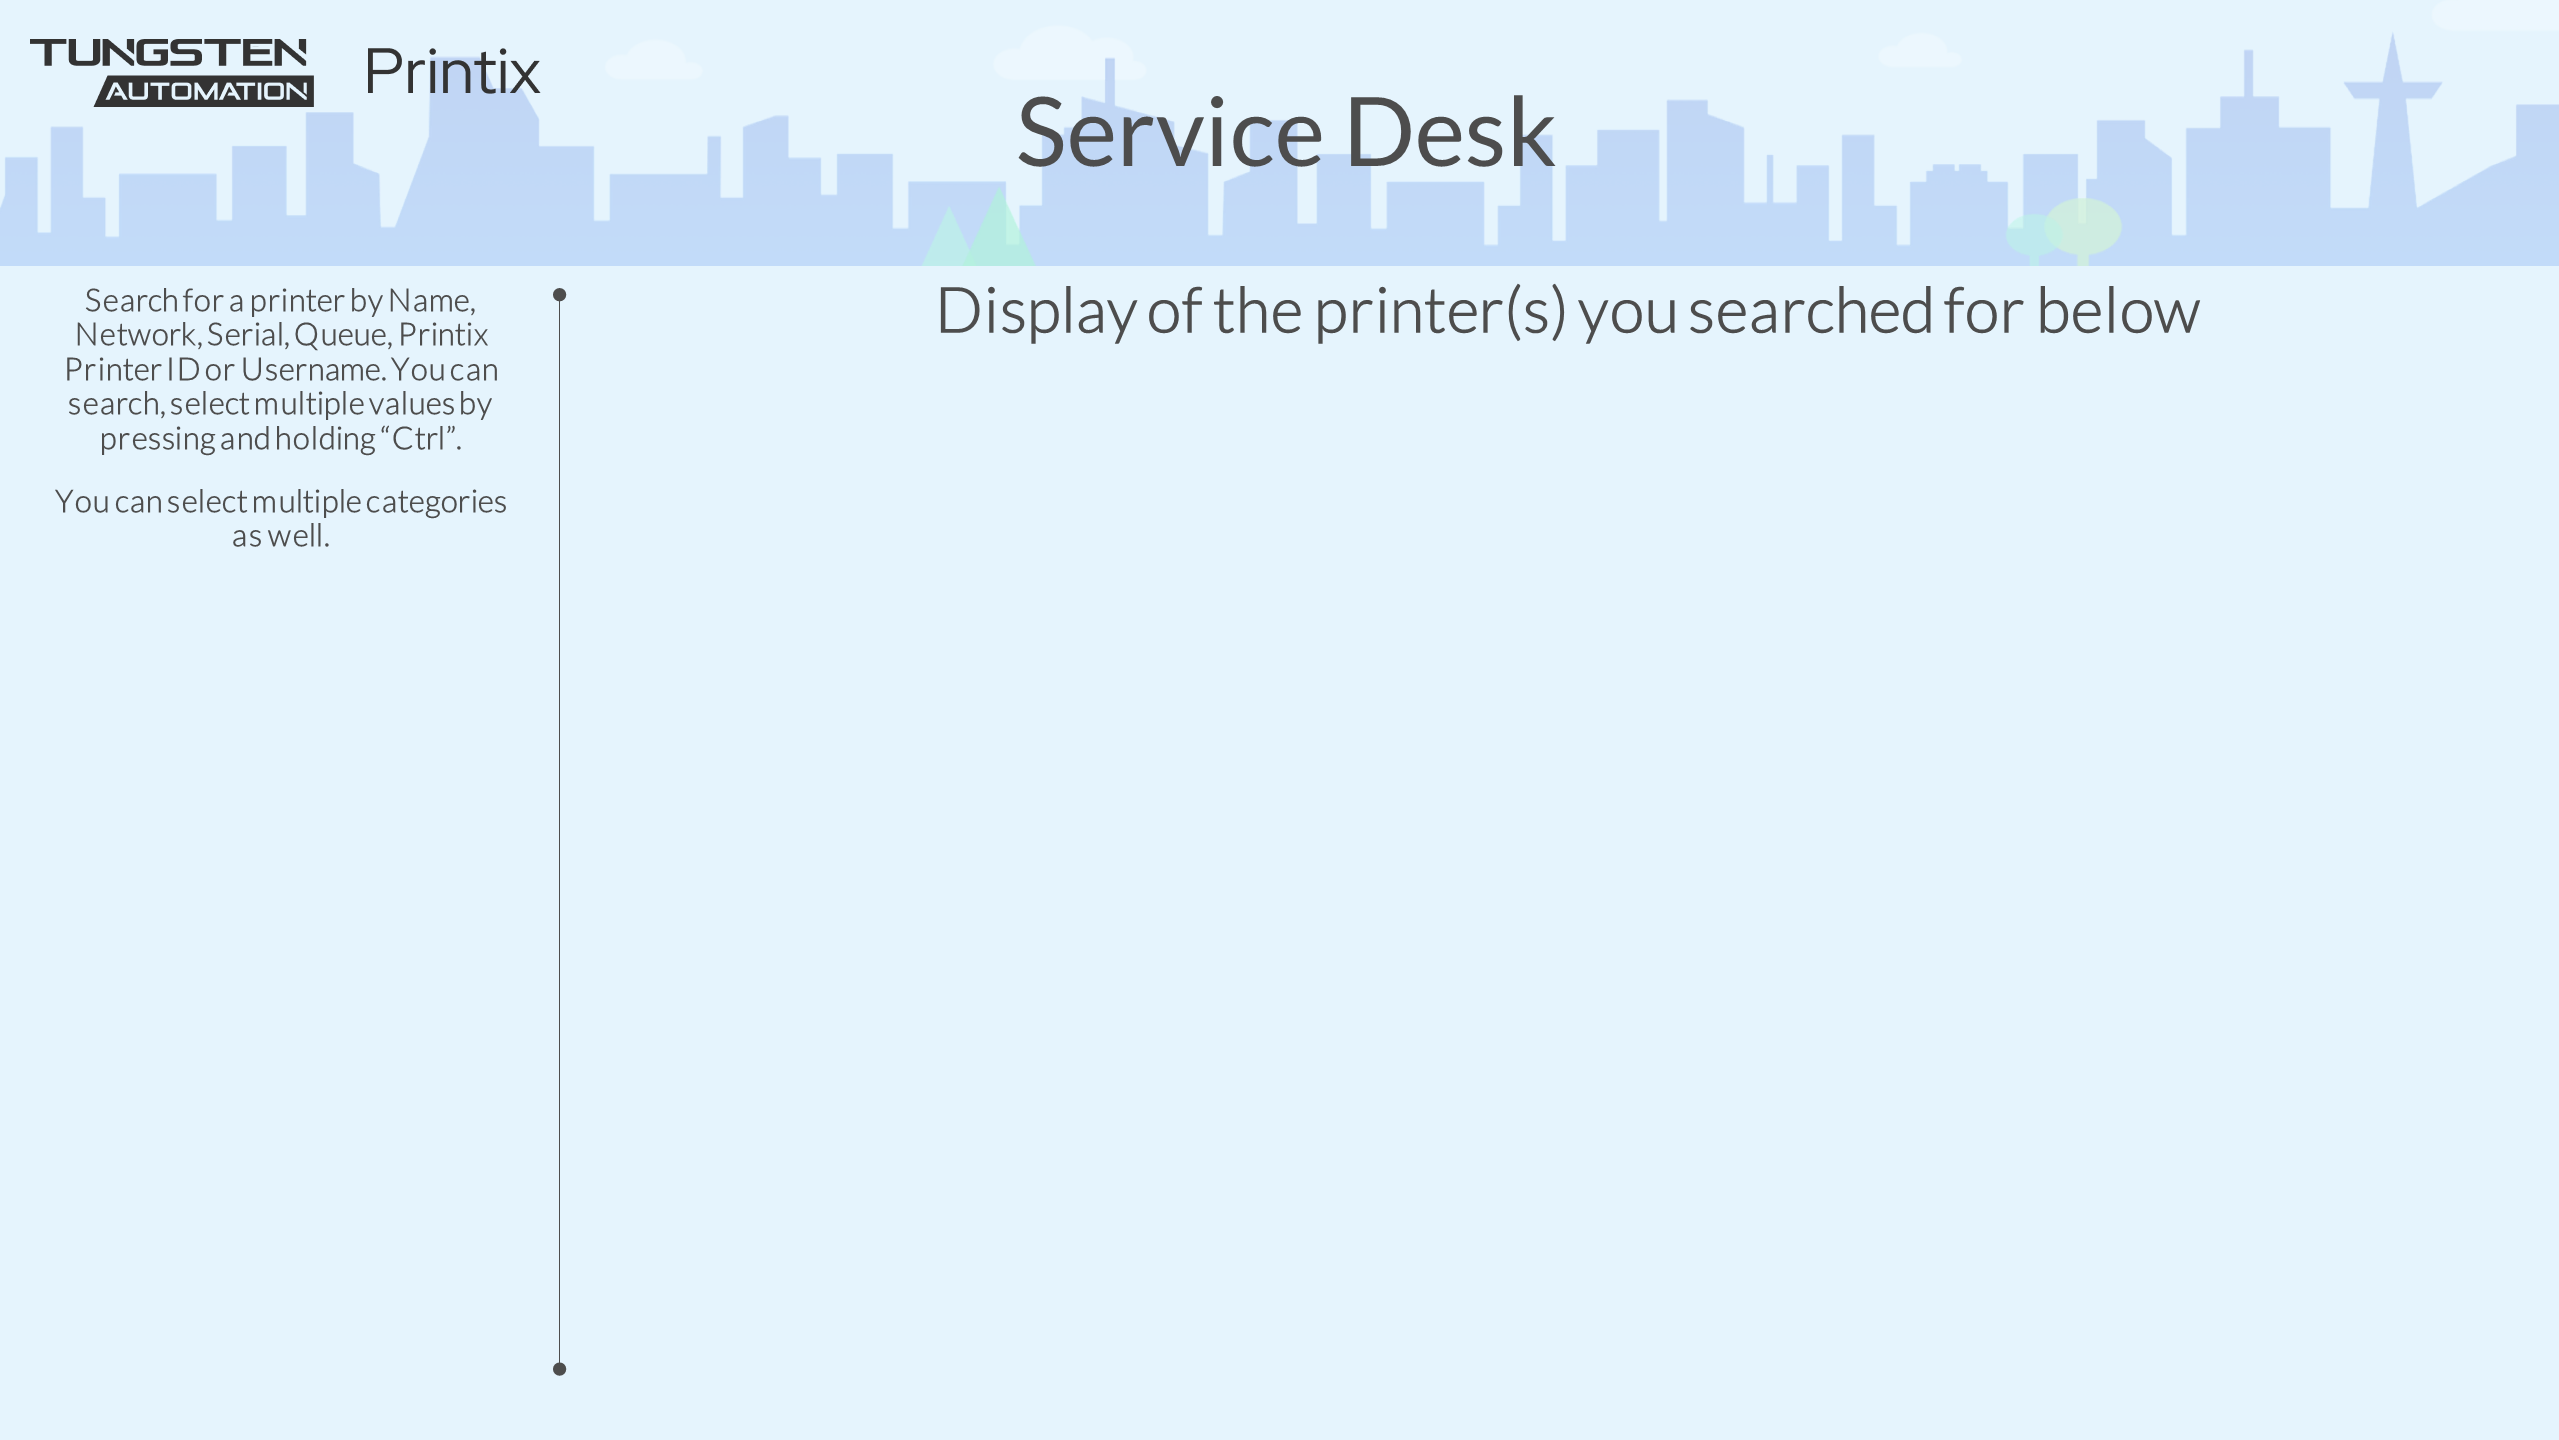 TUNGSTEN
AUTOMATION
Printix
Service Desk
Search for a printer by Name,
Network, Serial, Queue, Printix
Printer ID or Username. You can
search, select multiple values by
pressing and holding “Ctrl”.
You can select multiple categories
as well.
Display of the printer(s) you searched for below